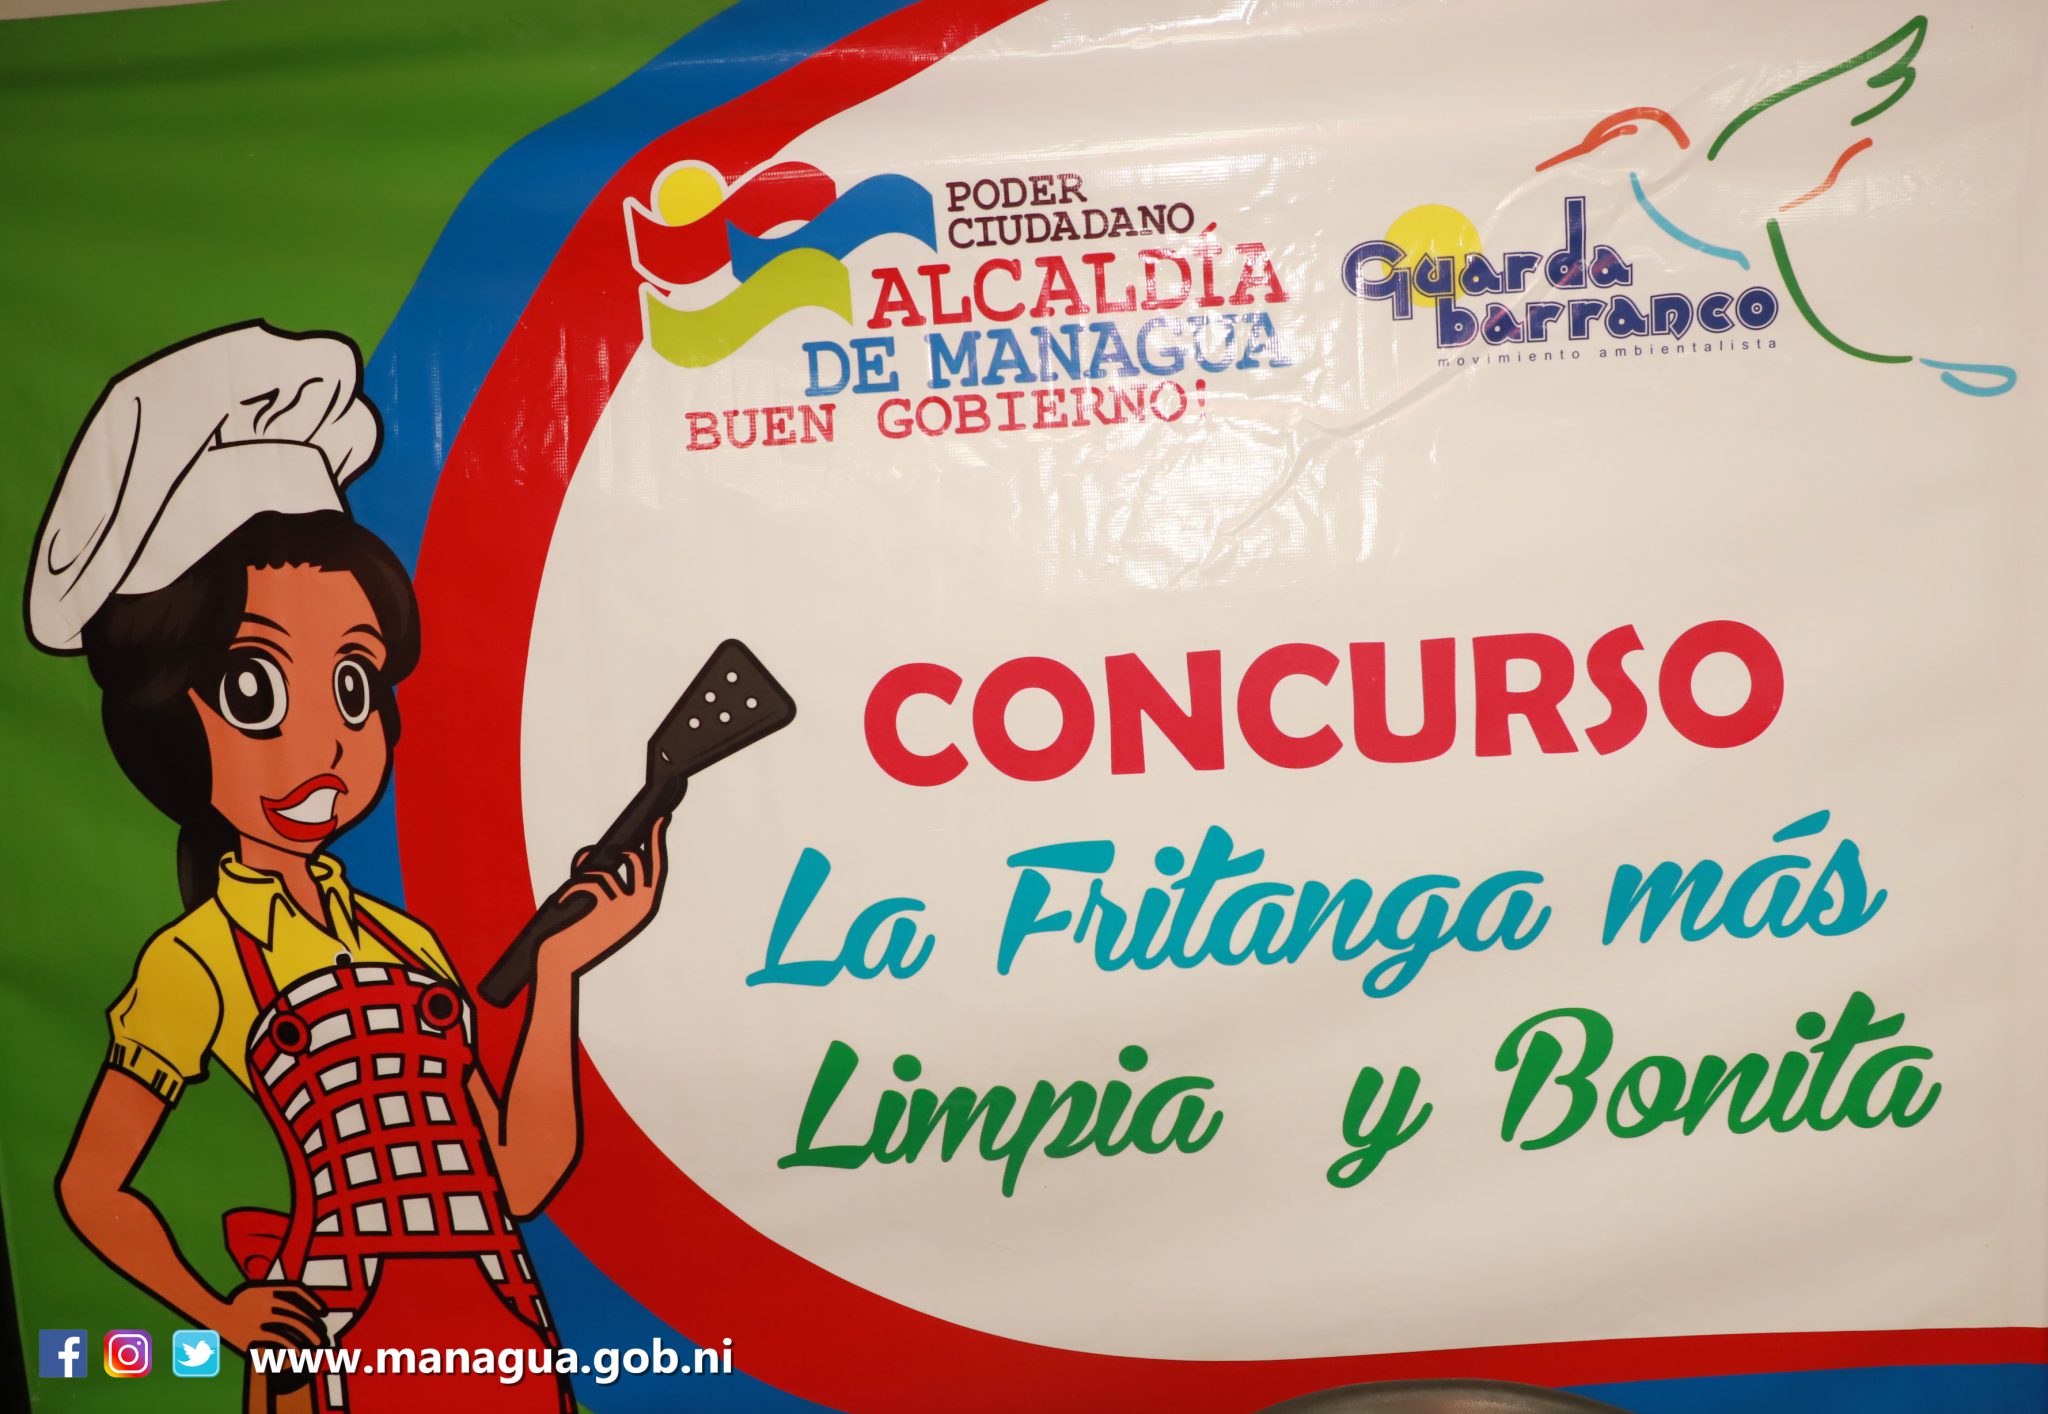 PODER
CIUDADANO
ALCALDÍA
DE MANAGUA
BUEN GOBIERNO!
Guarda
barranco
movimiento ambientalista
CONCURSO
La Fritanga más
Limpia y Bonita
www.managua.gob.ni